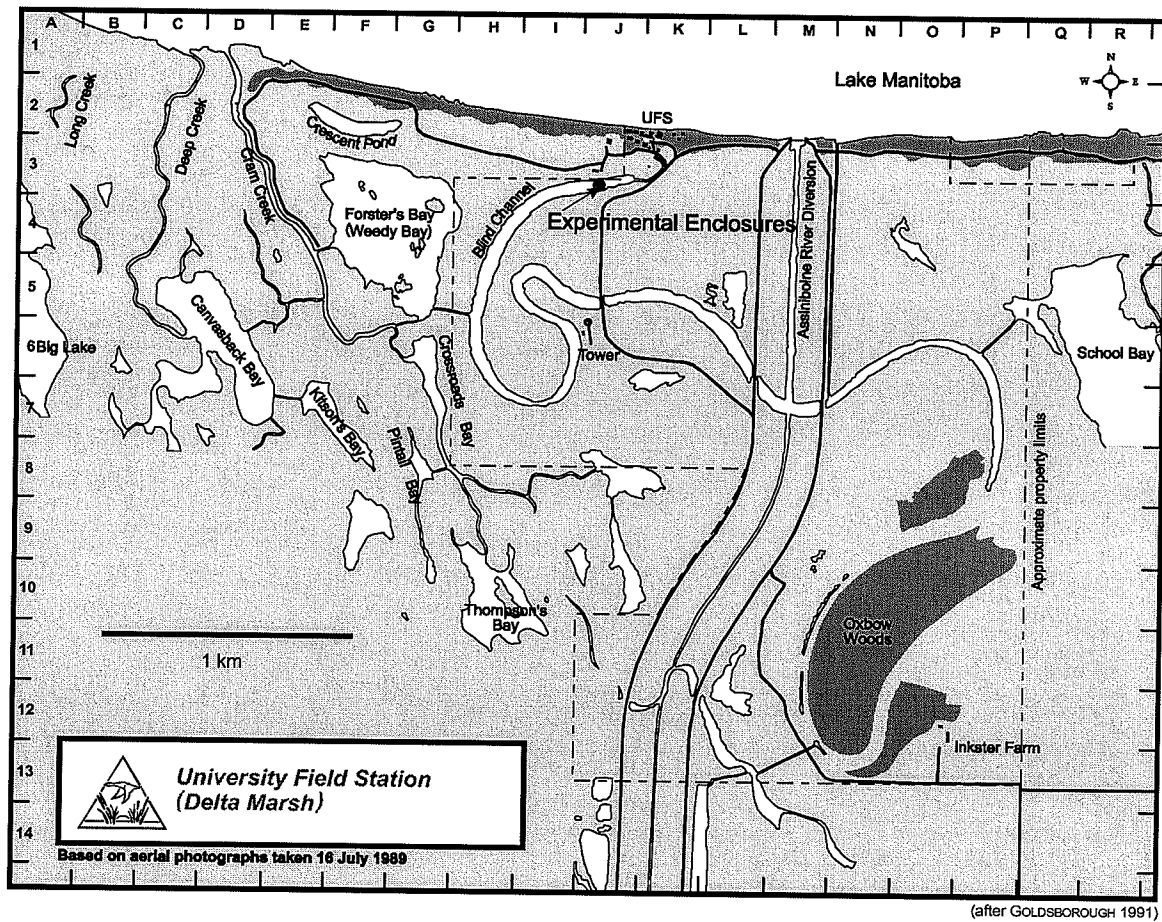 A B C D E F G H I J K L M N O P Q R
1
2
3
4
5
6
7
8
9
10
11
12
13
14
N
W E
S
Lake Manitoba
UFS
Long Creek
Deep Creek
Cram Creek
Crescent Pond
Forster's Bay
(Weedy Bay)
Blind Channel
Experimental Enclosures
Assiniboine River Diversion
Canvasback Bay
Big Lake
Tower
School Bay
Crossroads Bay
Kitson's Bay
Pintail Bay
Approximate property limits
Thompson's
Bay
Oxbow
Woods
1 km
Inkster Farm
University Field Station
(Delta Marsh)
Based on aerial photographs taken 16 July 1989
(after GOLDSBOROUGH 1991)